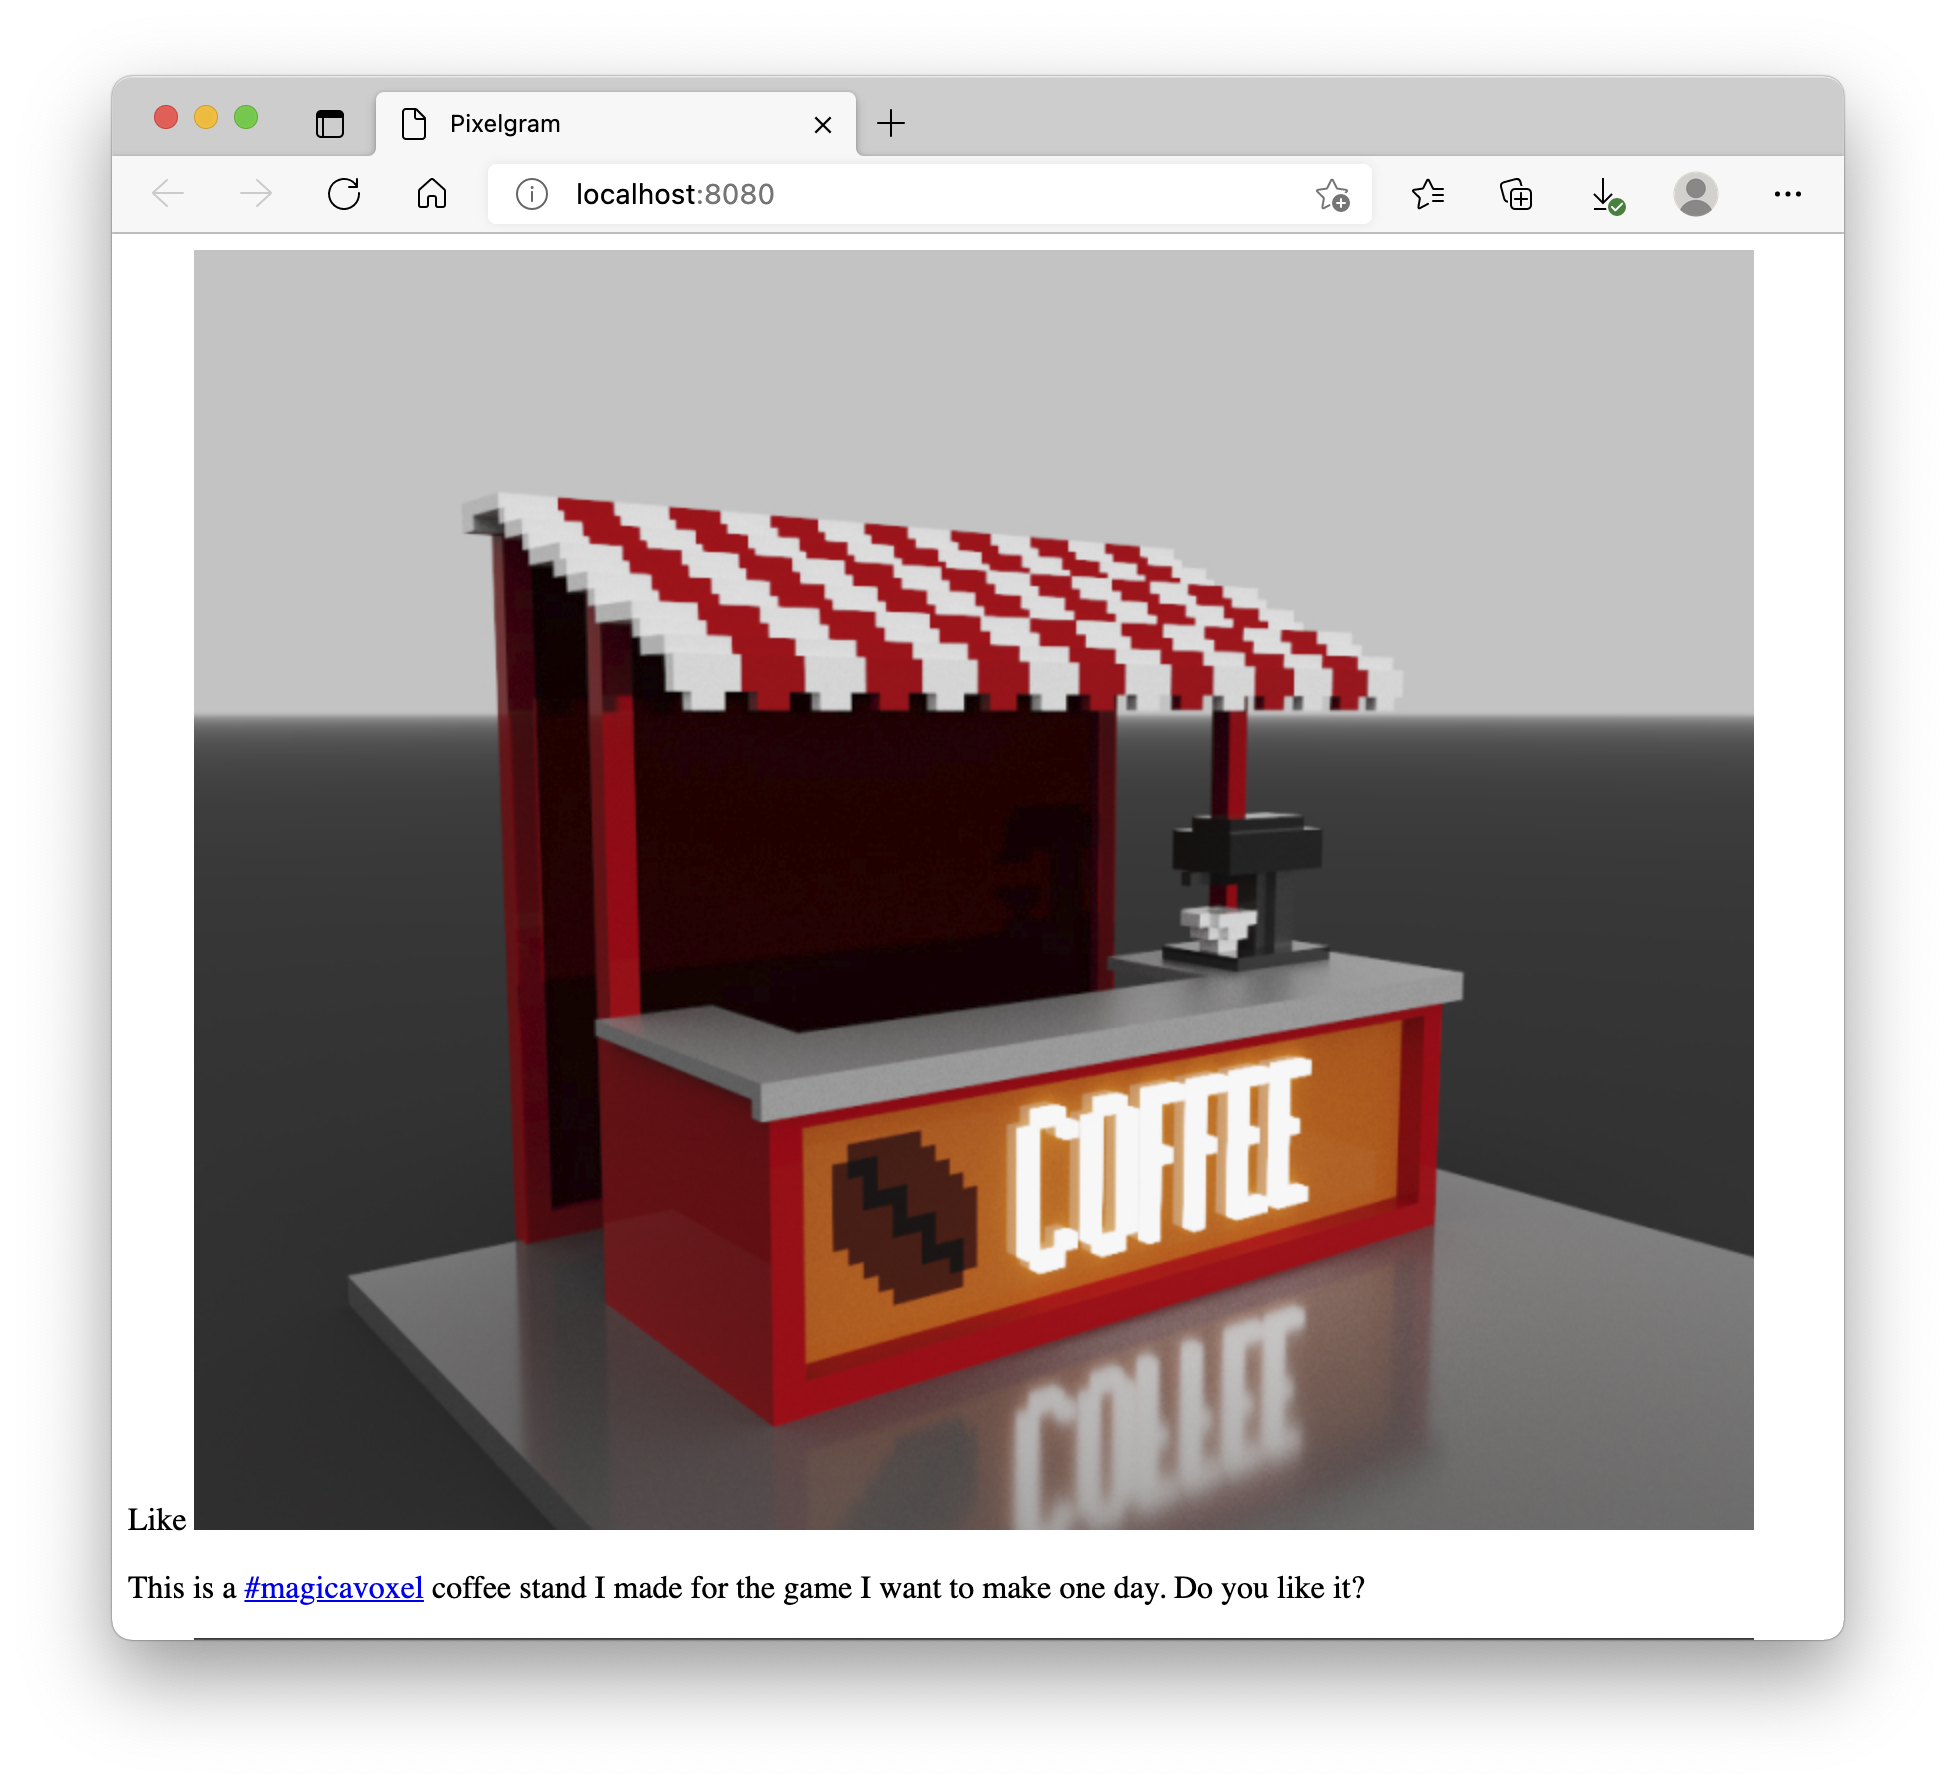 Pixelgram
localhost:8080
COFFEE
COFFEE
Like
This is a #magicavoxel coffee stand I made for the game I want to make one day. Do you like it?